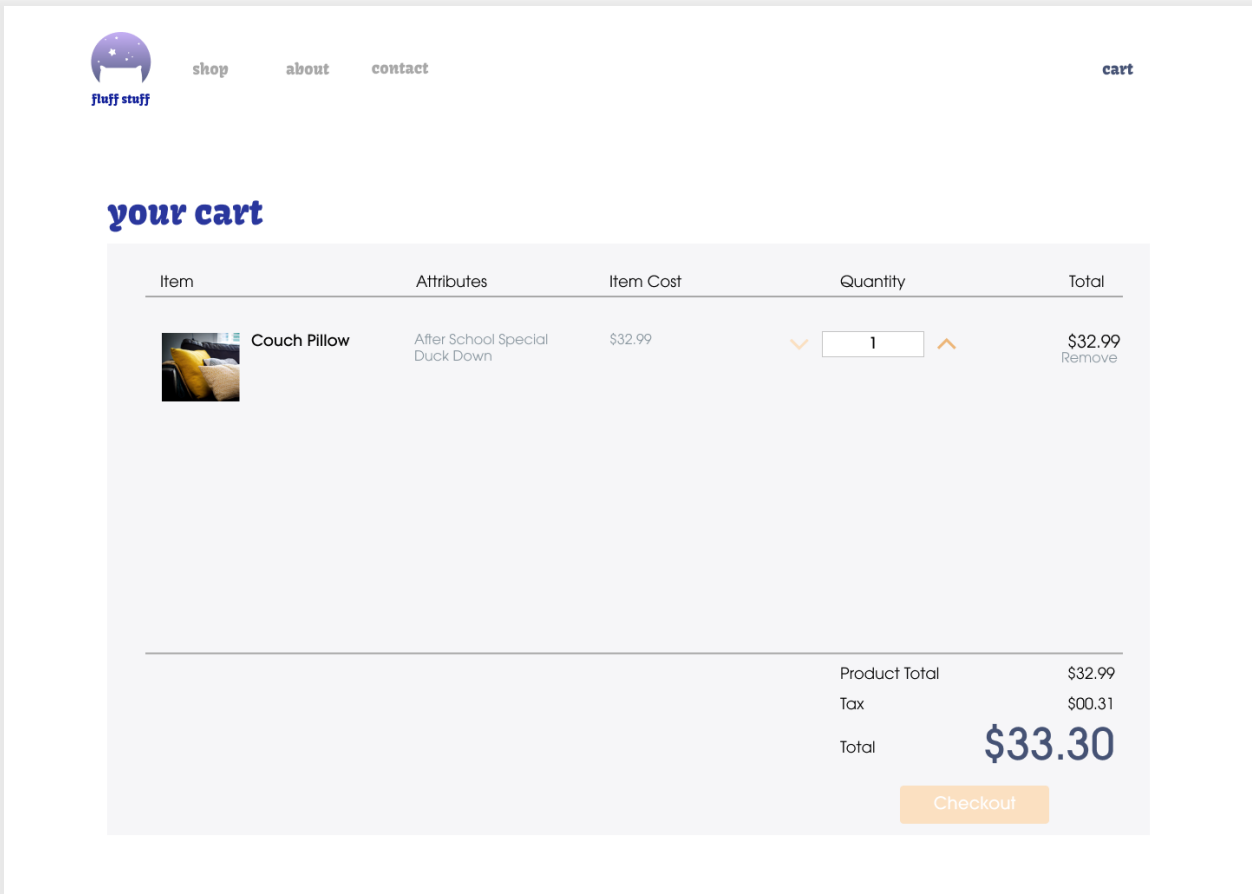 shop about contact cart
fluff stuff
your cart
Item Attributes Item Cost Quantity Total
Couch Pillow After School Special $32.99 1 $32.99
Duck Down Remove
Product Total $32.99
Tax $00.31
Total $33.30
Checkout